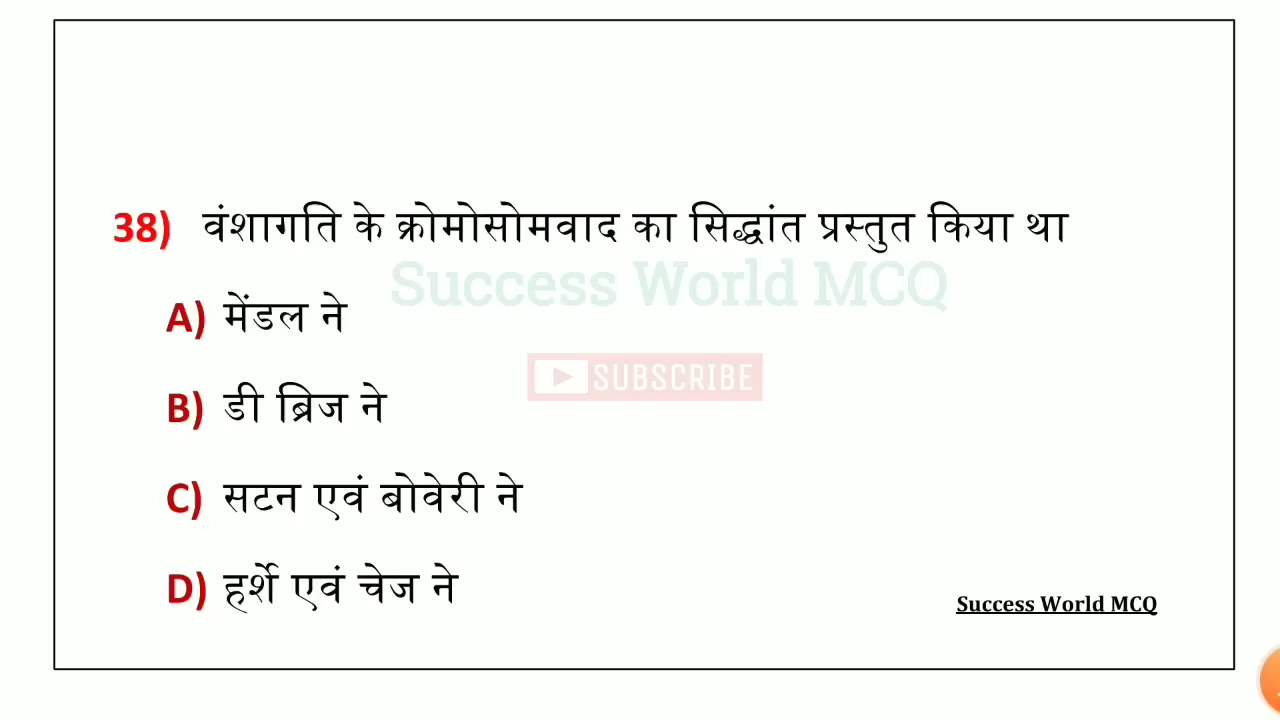 38) वंशागति के क्रोमोसोमवाद का सिद्धांत प्रस्तुत किया था
Success World MCQ
A) मेंडल ने
SUBSCRIBE
B) डी ब्रिज ने
C) सटन एवं बोवेरी ने
D) हर्शे एवं चेज ने
Success World MCQ